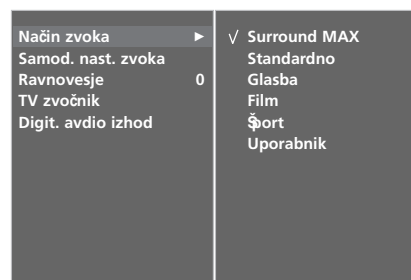 Način zvoka ►
Samod. nast. zvoka
Ravnovesje 0
TV zvočnik
Digit. avdio izhod
√ Surround MAX
Standardno
Glasba
Film
Šport
Uporabnik